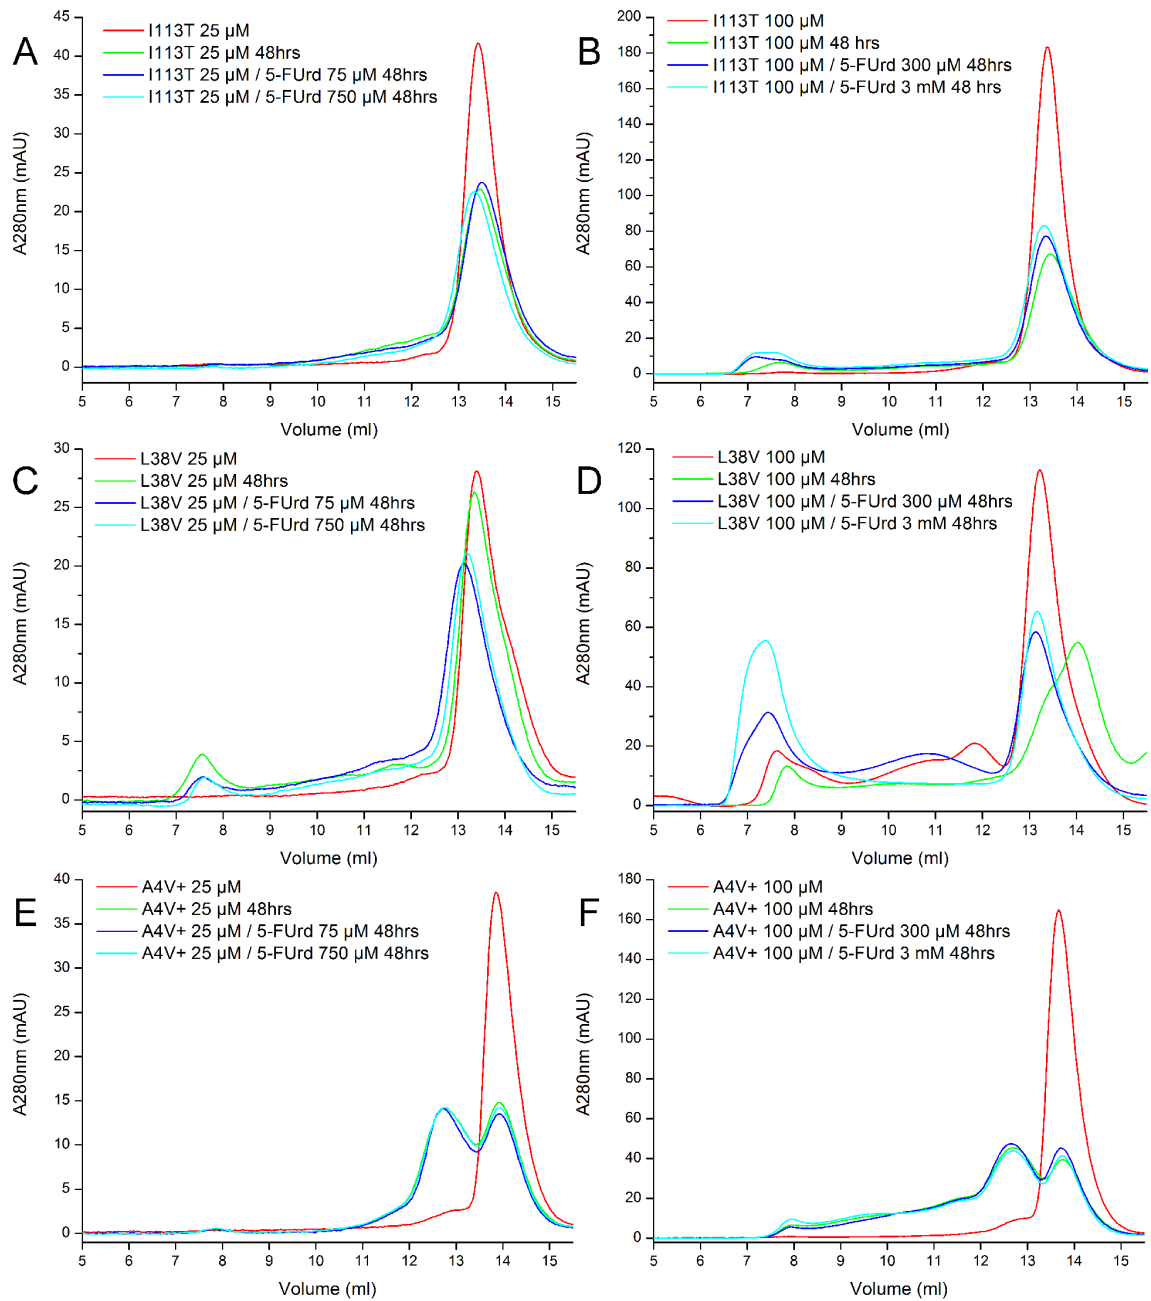 A
I113T 25 µM
I113T 25 µM 48hrs
I113T 25 µM / 5-FUrd 75 µM 48hrs
I113T 25 µM / 5-FUrd 750 µM 48hrs
A280nm (mAU)
45
40
35
30
25
20
15
10
5
0
5 6 7 8 9 10 11 12 13 14 15
Volume (ml)
B
I113T 100 µM
I113T 100 µM 48 hrs
I113T 100 µM / 5-FUrd 300 µM 48hrs
I113T 100 µM / 5-FUrd 3 mM 48 hrs
A280nm (mAU)
200
180
160
140
120
100
80
60
40
20
0
5 6 7 8 9 10 11 12 13 14 15
Volume (ml)
C
L38V 25 µM
L38V 25 µM 48hrs
L38V 25 µM / 5-FUrd 75 µM 48hrs
L38V 25 µM / 5-FUrd 750 µM 48hrs
A280nm (mAU)
30
25
20
15
10
5
0
5 6 7 8 9 10 11 12 13 14 15
Volume (ml)
D
L38V 100 µM
L38V 100 µM 48hrs
L38V 100 µM / 5-FUrd 300 µM 48hrs
L38V 100 µM / 5-FUrd 3 mM 48hrs
A280nm (mAU)
120
100
80
60
40
20
0
5 6 7 8 9 10 11 12 13 14 15
Volume (ml)
E
A4V+ 25 µM
A4V+ 25 µM 48hrs
A4V+ 25 µM / 5-FUrd 75 µM 48hrs
A4V+ 25 µM / 5-FUrd 750 µM 48hrs
A280nm (mAU)
40
35
30
25
20
15
10
5
0
5 6 7 8 9 10 11 12 13 14 15
Volume (ml)
F
A4V+ 100 µM
A4V+ 100 µM 48hrs
A4V+ 100 µM / 5-FUrd 300 µM 48hrs
A4V+ 100 µM / 5-FUrd 3 mM 48hrs
A280nm (mAU)
180
160
140
120
100
80
60
40
20
0
5 6 7 8 9 10 11 12 13 14 15
Volume (ml)